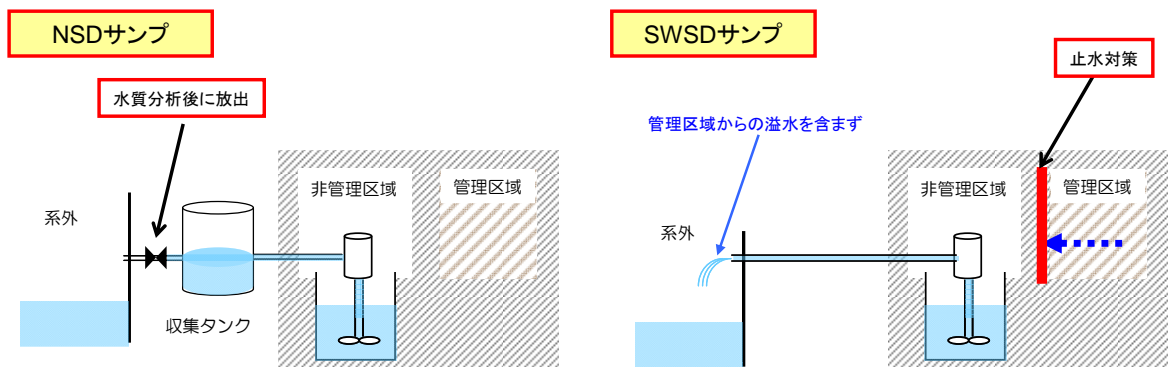 NSDサンプ
水質分析後に放出
非管理区域
管理区域
系外
収集タンク
SWSDサンプ
止水対策
管理区域からの溢水を含まず
非管理区域
管理区域
系外